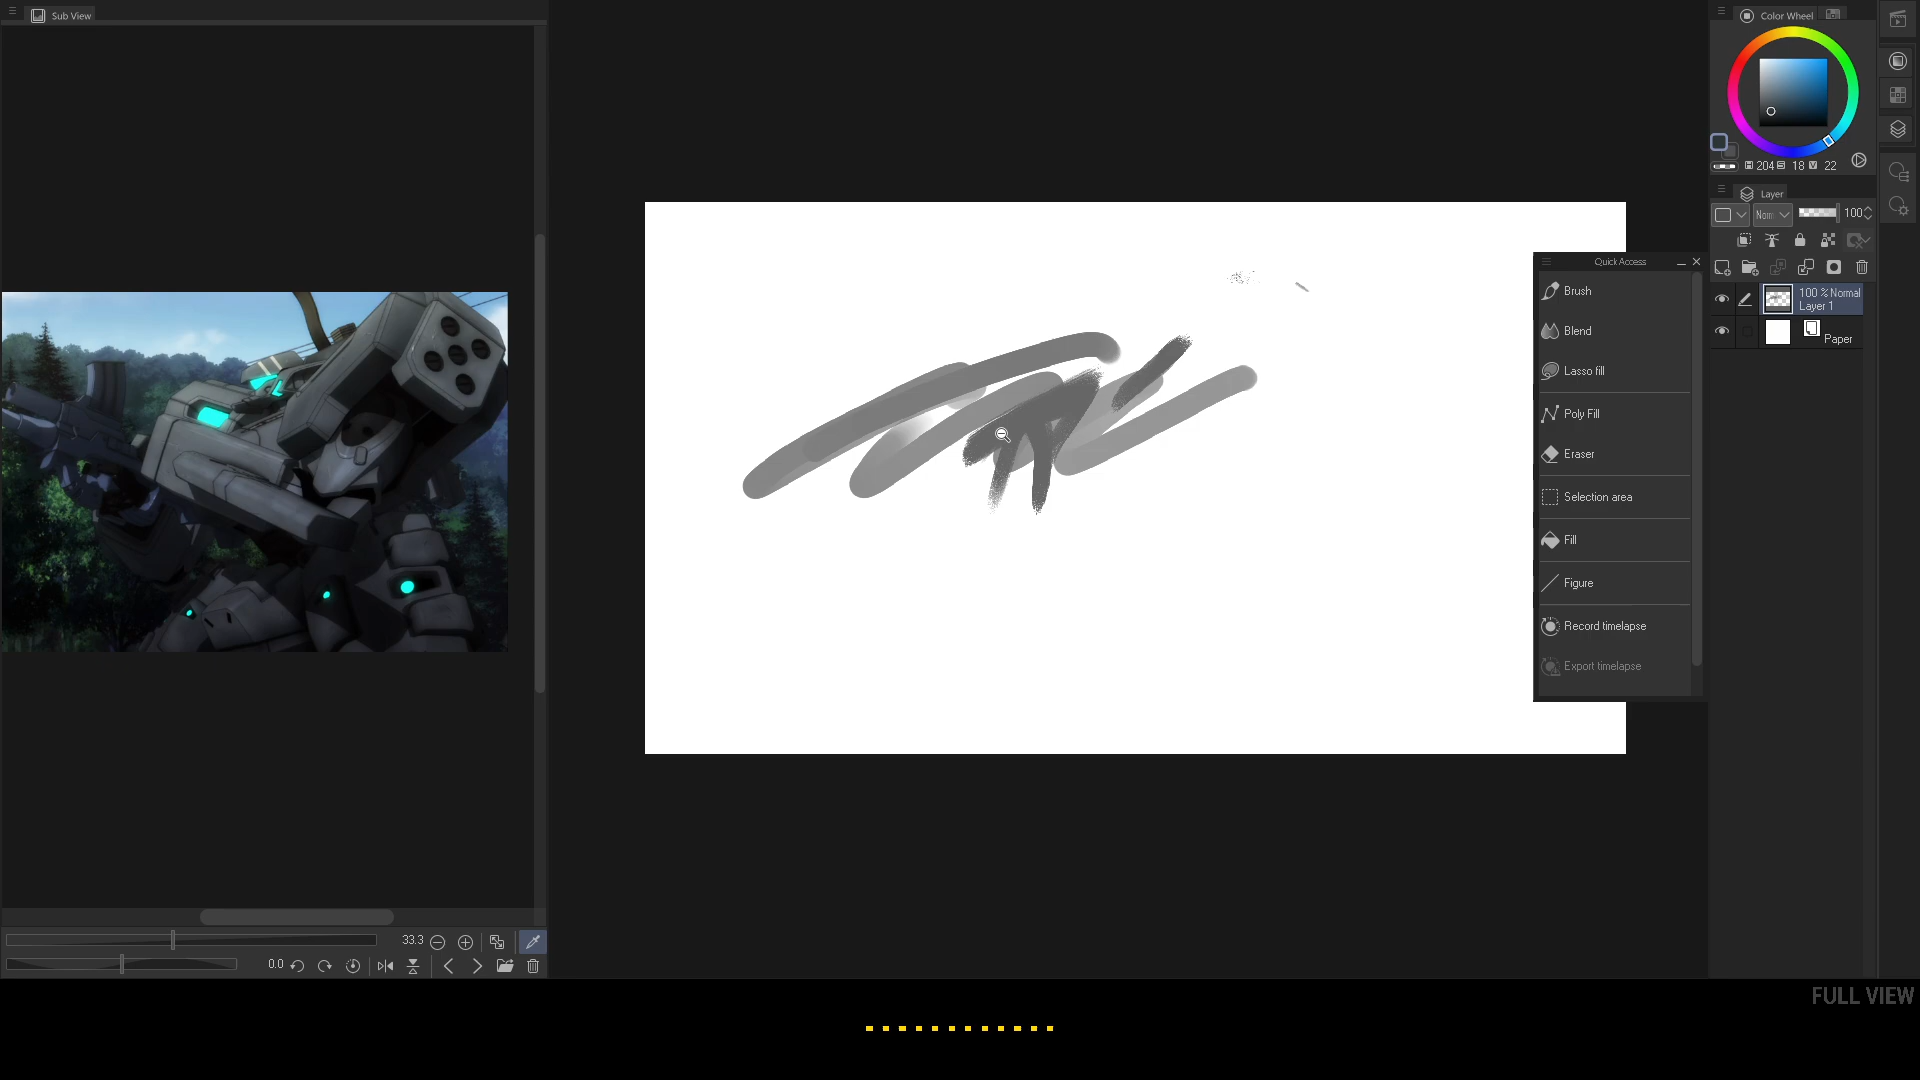 Sub View
Color Wheel
204 18 22
Layer
Norn 100
100 % Normal
Layer 1
Paper
Quick Access
Brush
Blend
Lasso fill
Poly Fill
Eraser
Selection area
Fill
Figure
Record timelapse
Export timelapse
33.3
0.0
FULL VIEW